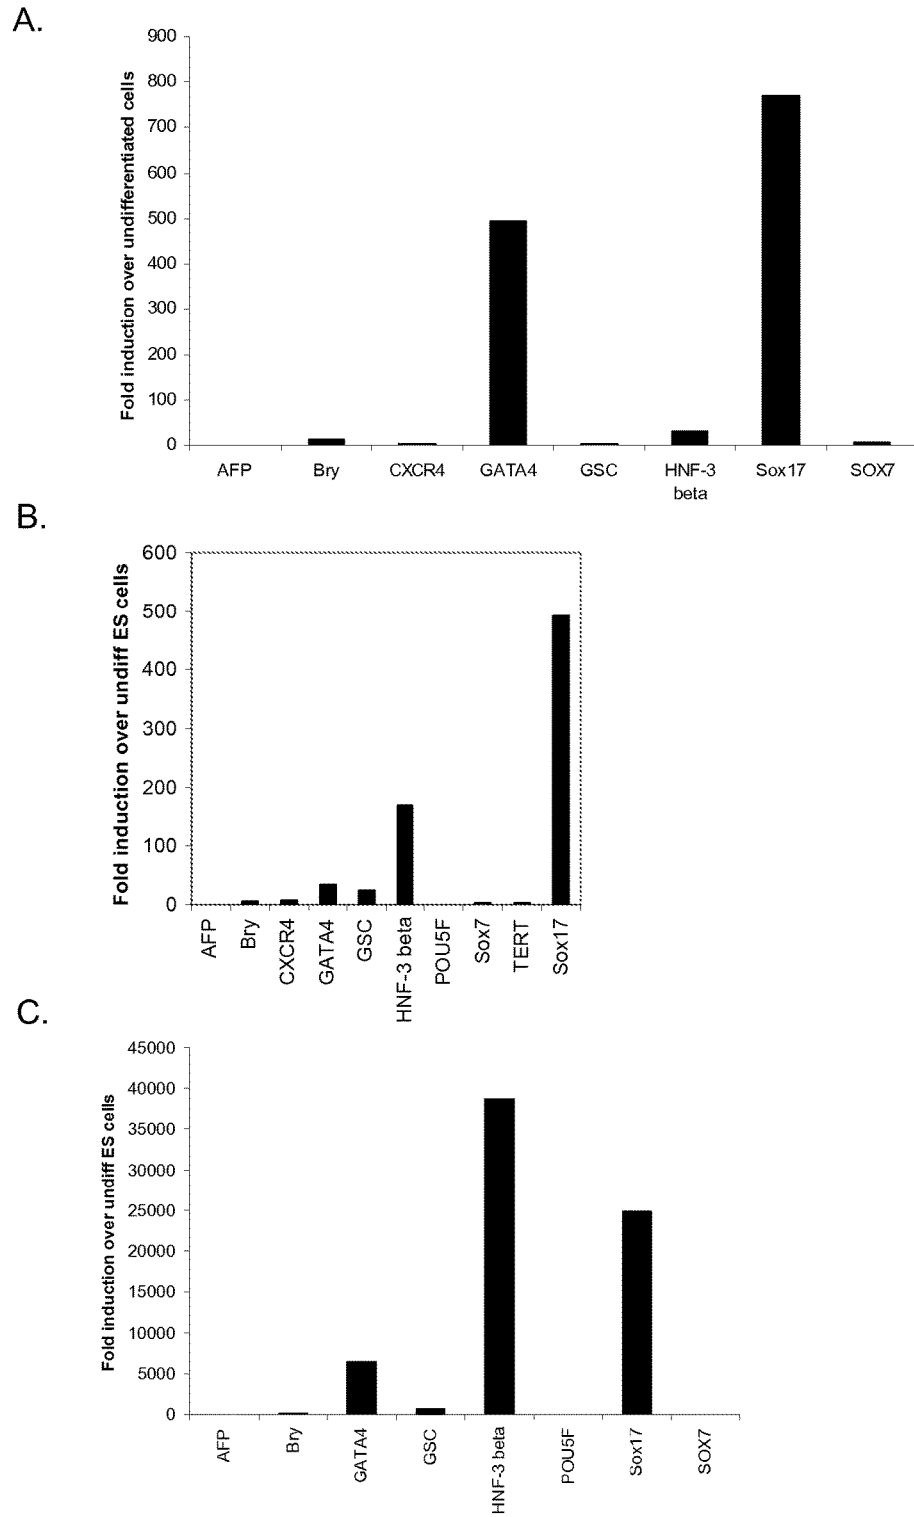 A.
Fold induction over undifferentiated cells
900
800
700
600
500
400
300
200
100
0
AFP
Bry
CXCR4
GATA4
GSC
HNF-3
beta
Sox17
SOX7
B.
Fold induction over undiff ES cells
600
500
400
300
200
100
0
AFP
Bry
CXCR4
GATA4
GSC
HNF-3 beta
POU5F
Sox7
TERT
Sox17
C.
Fold induction over undiff ES cells
45000
40000
35000
30000
25000
20000
15000
10000
5000
0
AFP
Bry
GATA4
GSC
HNF-3 beta
POU5F
Sox17
SOX7